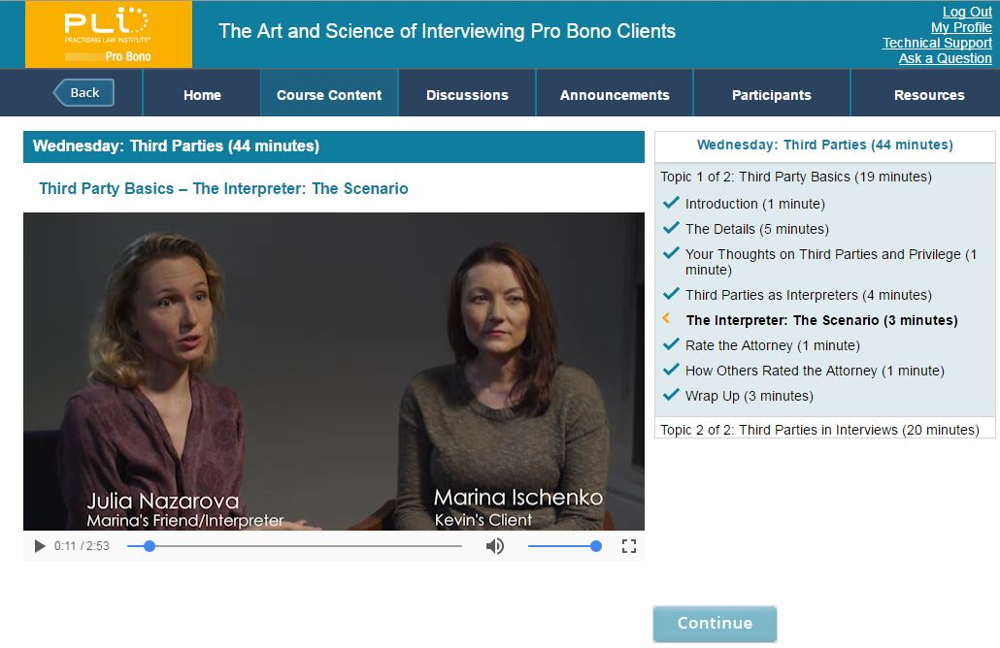 PLI
PRACTISING LAW INSTITUTE®
Pro Bono
The Art and Science of Interviewing Pro Bono Clients
Log Out
My Profile
Technical Support
Ask a Question
Back
Home
Course Content
Discussions
Announcements
Participants
Resources
Wednesday: Third Parties (44 minutes)
Third Party Basics – The Interpreter: The Scenario
Julia Nazarova
Marina's Friend/Interpreter
Marina Ischenko
Kevin's Client
0:11 / 2:53
Wednesday: Third Parties (44 minutes)
Topic 1 of 2: Third Party Basics (19 minutes)
Introduction (1 minute)
The Details (5 minutes)
Your Thoughts on Third Parties and Privilege (1
minute)
Third Parties as Interpreters (4 minutes)
The Interpreter: The Scenario (3 minutes)
Rate the Attorney (1 minute)
How Others Rated the Attorney (1 minute)
Wrap Up (3 minutes)
Topic 2 of 2: Third Parties in Interviews (20 minutes)
Continue